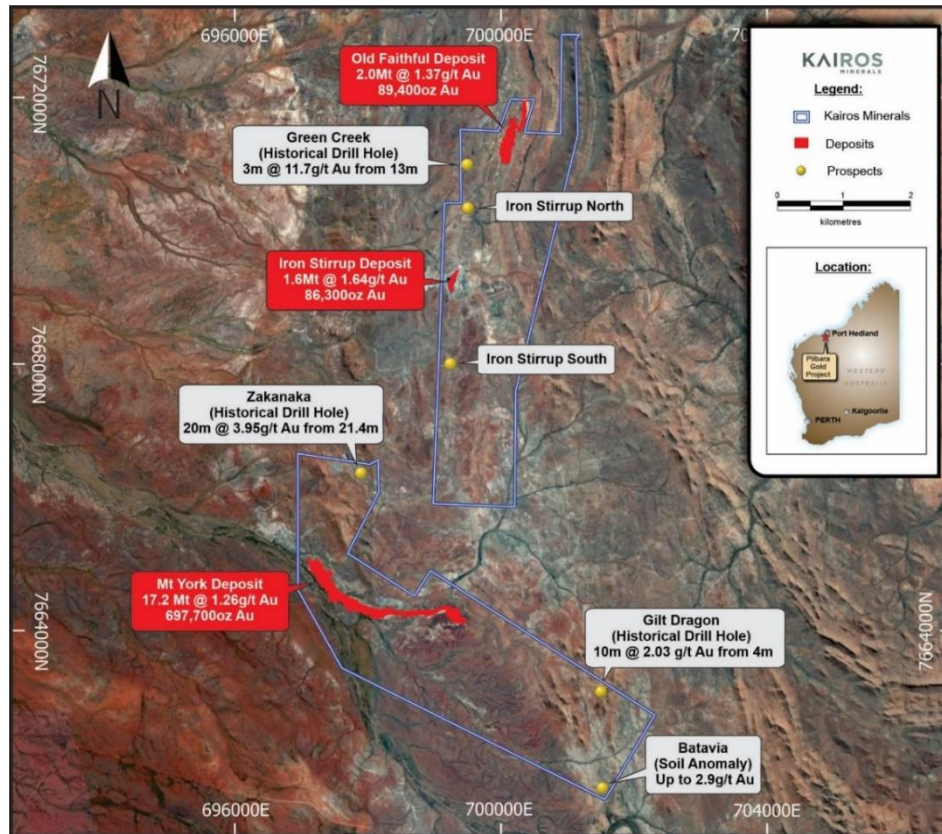 696000E
700000E
7672000N
7668000N
7664000N
7664000N
696000E
700000E
704000E
N
Old Faithful Deposit
2.0Mt @ 1.37g/t Au
89,400oz Au
Green Creek
(Historical Drill Hole)
3m @ 11.7g/t Au from 13m
Iron Stirrup North
Iron Stirrup Deposit
1.6Mt @ 1.64g/t Au
86,300oz Au
Iron Stirrup South
Zakanaka
(Historical Drill Hole)
20m @ 3.95g/t Au from 21.4m
Mt York Deposit
17.2 Mt @ 1.26g/t Au
697,700oz Au
Gilt Dragon
(Historical Drill Hole)
10m @ 2.03 g/t Au from 4m
Batavia
(Soil Anomaly)
Up to 2.9g/t Au
KAIROS
MINERALS
Legend:
Kairos Minerals
Deposits
Prospects
0 1 2
kilometres
Location:
Port Hedland
Pilbara
Gold
Project
WESTERN
AUSTRALIA
Kalgoorlie
PERTH